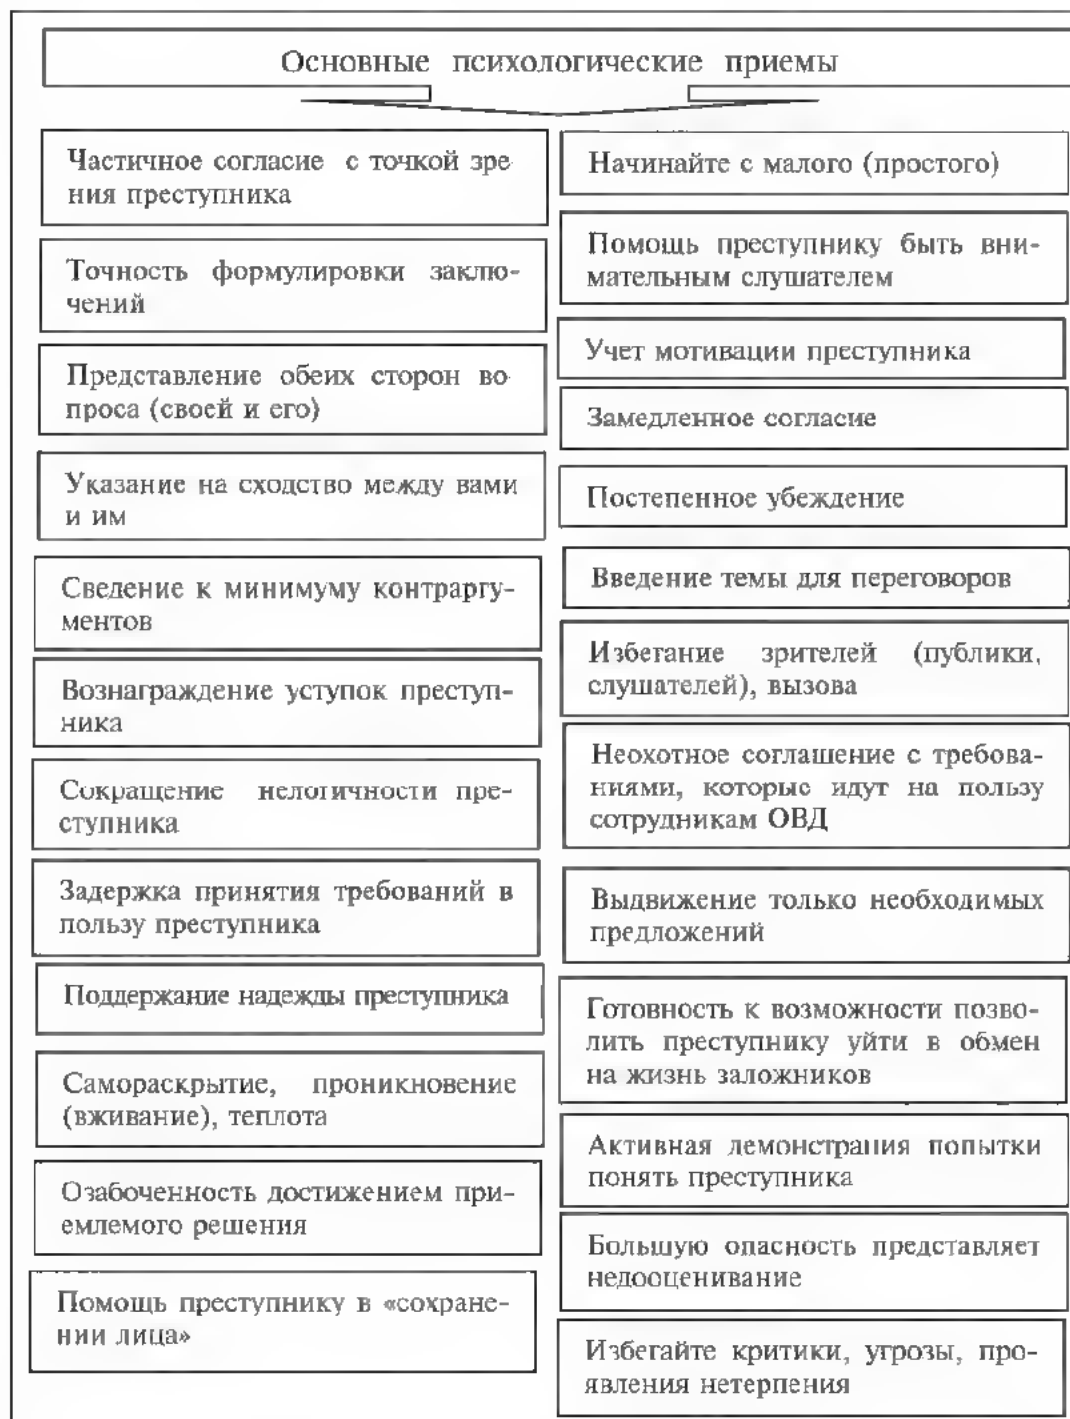 Основные психологические приемы
Частичное согласие с точкой зре
ния преступника
Точность формулировки заклю-
чений
Представление обеих сторон во
проса (своей и его)
Указание на сходство между вами
и им
Сведение к минимуму контраргу-
ментов
Вознаграждение уступок преступ-
ника
Сокращение нелогичности пре-
ступника
Задержка принятия требований в
пользу преступника
Поддержание надежды преступника
Самораскрытие, проникновение
(вживание), теплота
Озабоченность достижением при-
емлемого решения
Помощь преступнику в «сохране-
нии лица»
Начинайте с малого (простого)
Помощь преступнику быть вни-
мательным слушателем
Учет мотивации преступника
Замедленное согласие
Постепенное убеждение
Введение темы для переговоров
Избегание зрителей (публики,
слушателей), вызова
Неохотное соглашение с требова-
ниями, которые идут на пользу
сотрудникам ОВД
Выдвижение только необходимых
предложений
Готовность к возможности позво-
лить преступнику уйти в обмен
на жизнь заложников
Активная демонстрация попытки
понять преступника
Большую опасность представляет
недооценивание
Избегайте критики, угрозы, про-
явления нетерпения